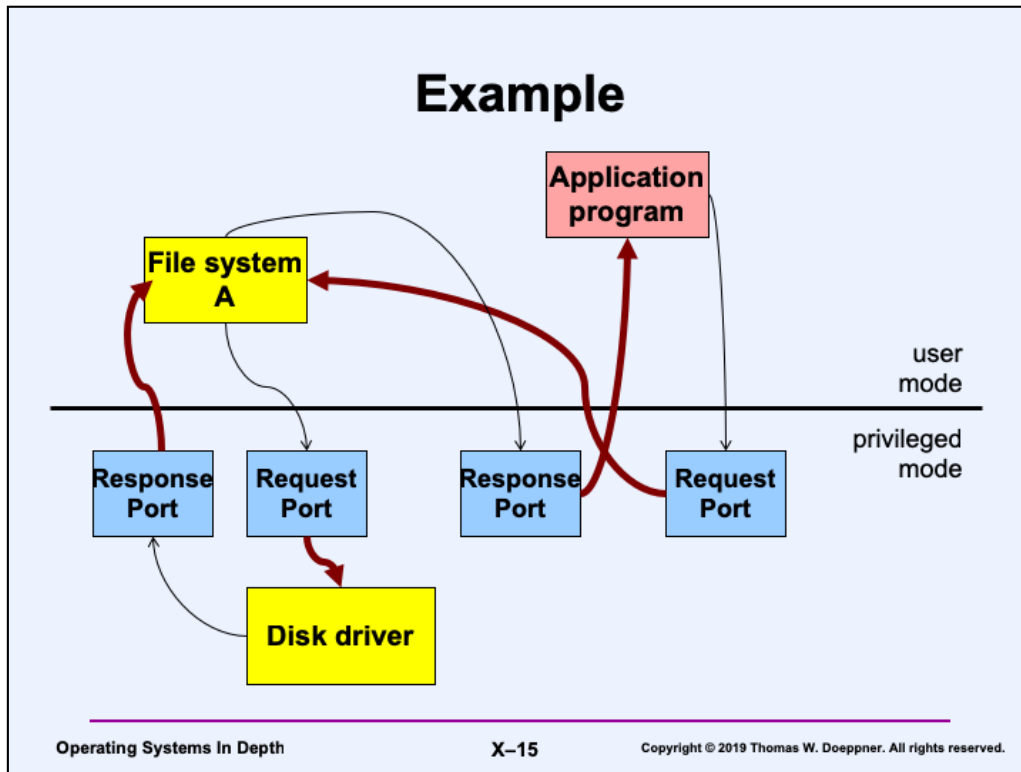 Example
Application
program
File system
A
user
mode
privileged
mode
Response
Port
Request
Port
Response
Port
Request
Port
Disk driver
Operating Systems In Depth
X–15
Copyright © 2019 Thomas W. Doeppner. All rights reserved.